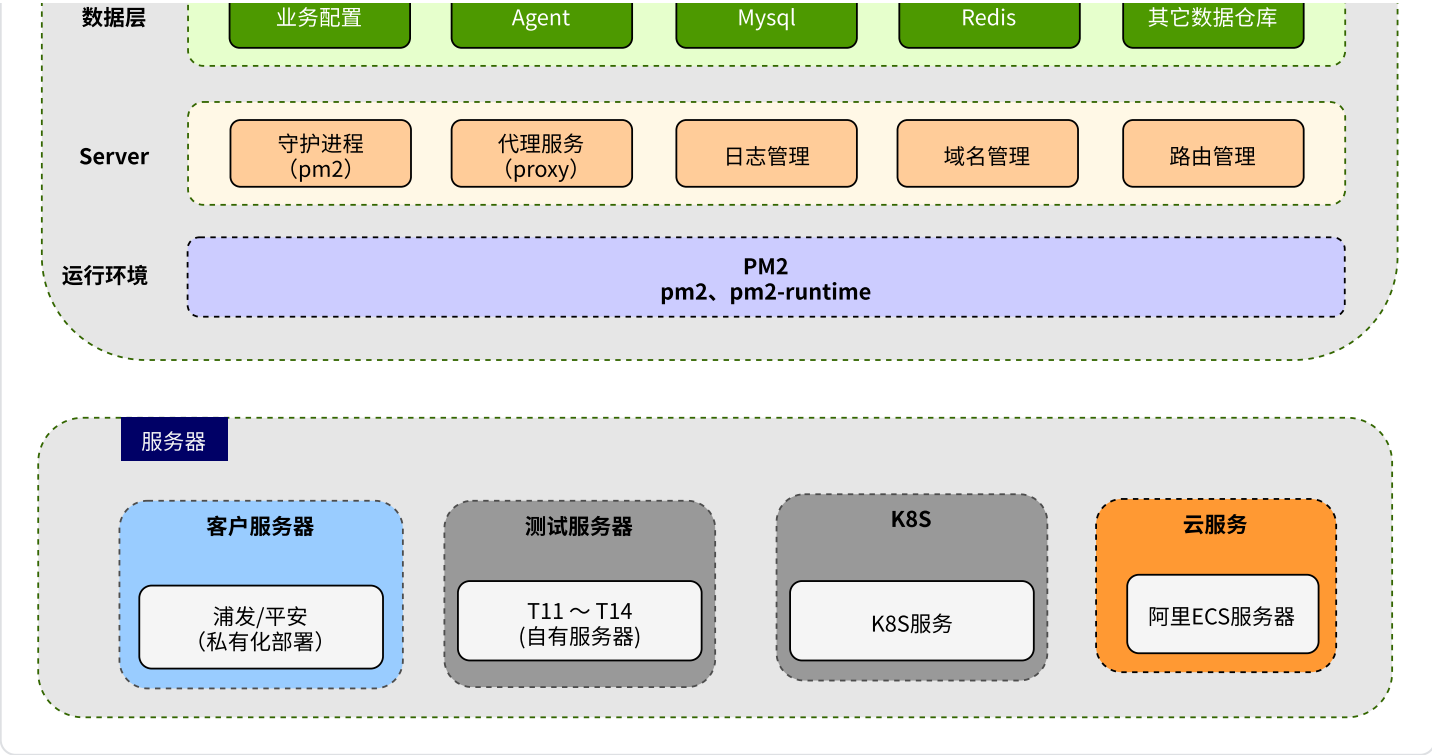 数据层
业务配置
Agent
Mysql
Redis
其它数据仓库
Server
守护进程
（pm2）
代理服务
（proxy）
日志管理
域名管理
路由管理
运行环境
PM2
pm2、pm2-runtime
服务器
客户服务器
浦发/平安
（私有化部署）
测试服务器
T11 ～ T14
(自有服务器)
K8S
K8S服务
云服务
阿里ECS服务器